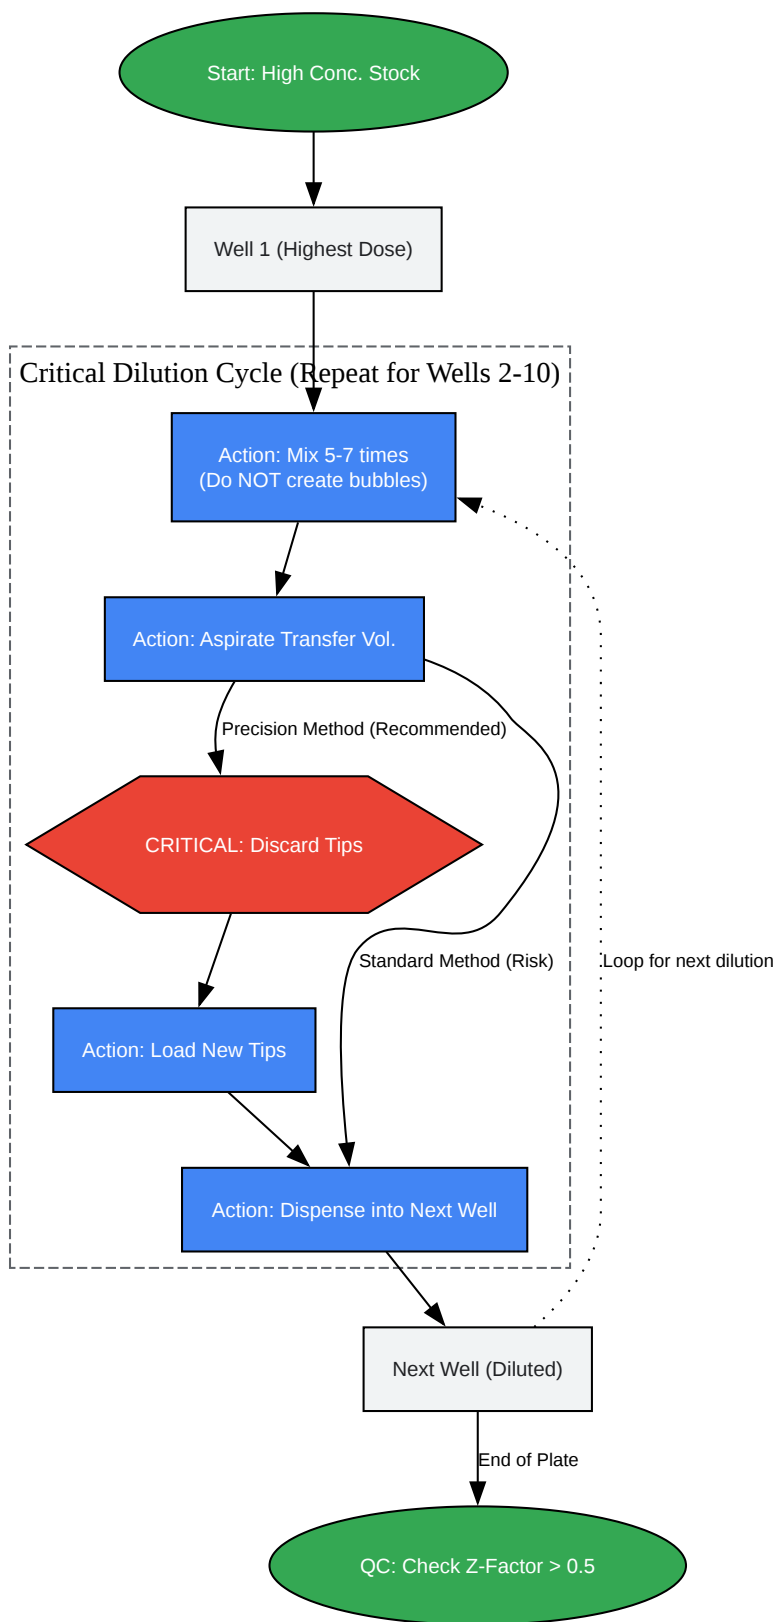 Start: High Conc. Stock
Well 1 (Highest Dose)
Critical Dilution Cycle (Repeat for Wells 2-10)
Action: Mix 5-7 times
(Do NOT create bubbles)
Action: Aspirate Transfer Vol.
Precision Method (Recommended)
CRITICAL: Discard Tips
Standard Method (Risk)
Loop for next dilution
Action: Load New Tips
Action: Dispense into Next Well
Next Well (Diluted)
End of Plate
QC: Check Z-Factor > 0.5